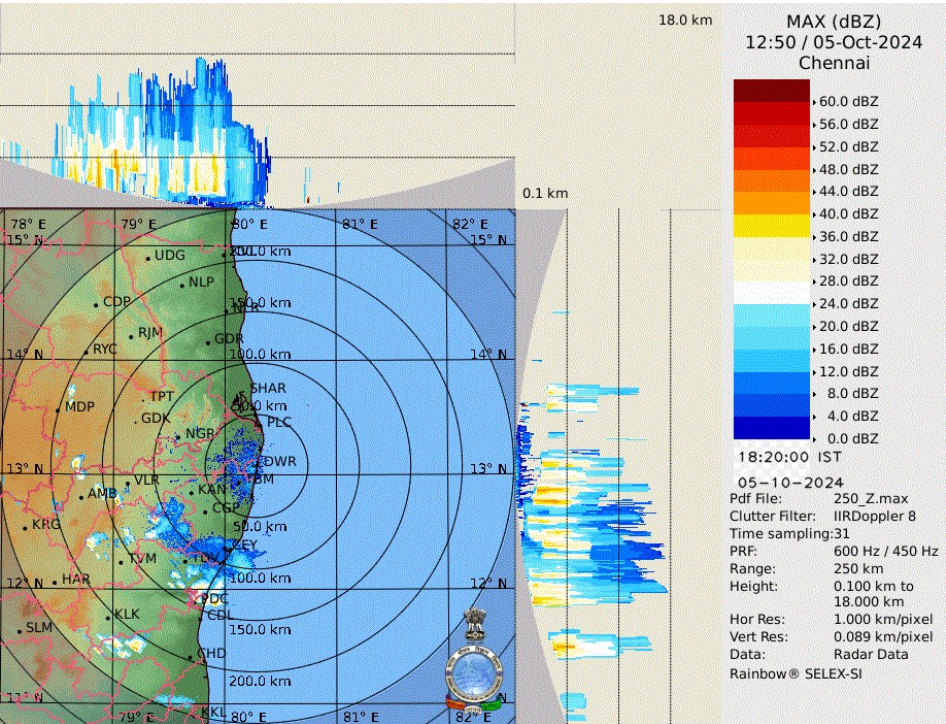 18.0 km
0.1 km
MAX (dBZ)
12:50 / 05-Oct-2024
Chennai
60.0 dBZ
56.0 dBZ
52.0 dBZ
48.0 dBZ
44.0 dBZ
40.0 dBZ
36.0 dBZ
32.0 dBZ
28.0 dBZ
24.0 dBZ
20.0 dBZ
16.0 dBZ
12.0 dBZ
8.0 dBZ
4.0 dBZ
0.0 dBZ
18:20:00 IST
05-10-2024
Pdf File: 250_Z.max
Clutter Filter: IIRDoppler 8
Time sampling:31
PRF: 600 Hz / 450 Hz
Range: 250 km
Height: 0.100 km to
18.000 km
Hor Res: 1.000 km/pixel
Vert Res: 0.089 km/pixel
Data: Radar Data
Rainbow® SELEX-SI
78° E 79° E 80° E 81° E 82° E
15° N 15° N
UDG
NLP
CDP
150.0 km
RJM
GDR
RYC
100.0 km
14° N 14° N
SHAR
TPT
MDP
GDK
PLC
NGR
DWR
13° N 13° N
VLR
KAN
AMB
CGP
KRG
50.0 km
TVM
100.0 km
HAR
12° N 12° N
PDC
KLK
CDL
SLM
150.0 km
CHD
200.0 km
11° N 11° N
KKL
79° E 80° E 81° E 82° E